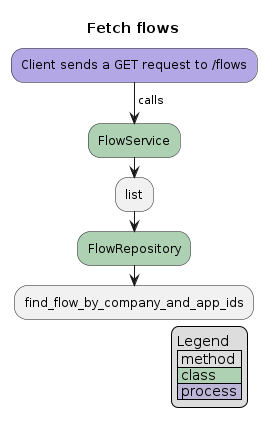 Fetch flows
Client sends a GET request to /flows
calls
FlowService
list
FlowRepository
find_flow_by_company_and_app_ids
Legend
method
class
process